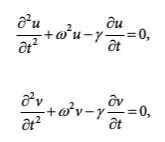 ∂²u/∂t² + ω²u − γ ∂u/∂t = 0,
∂²v/∂t² + ω²v − γ ∂v/∂t = 0,